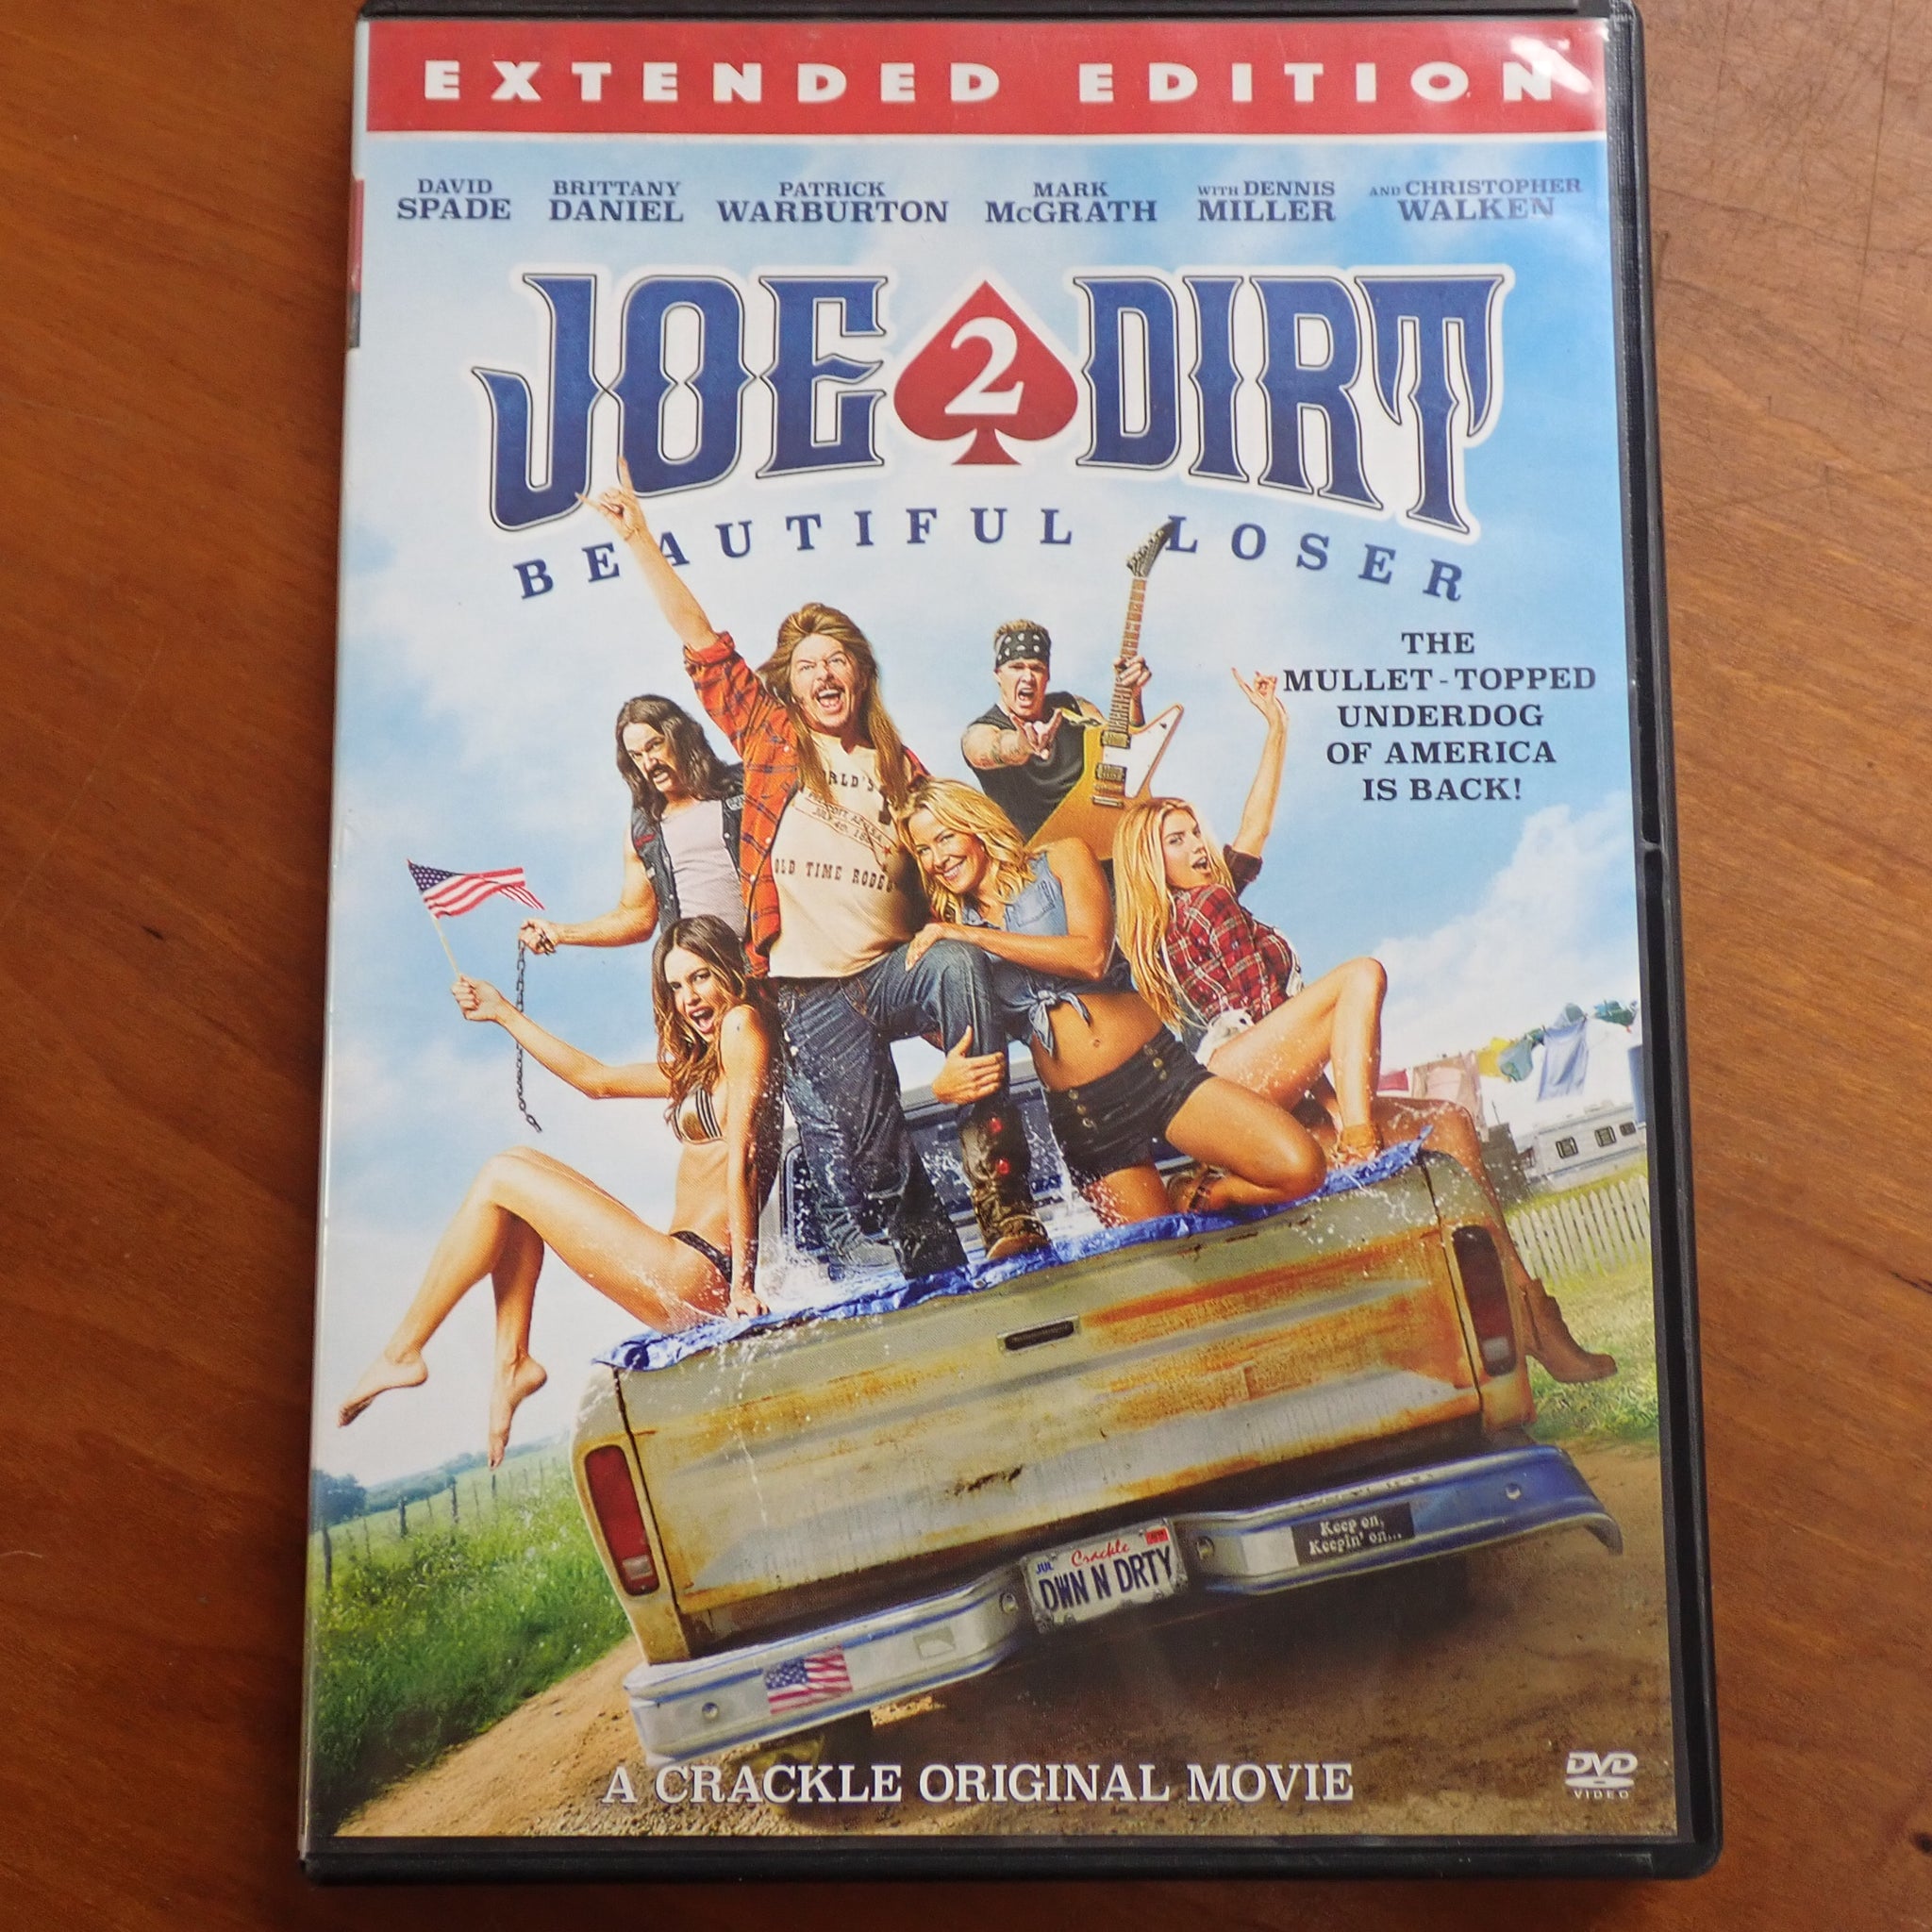 EXTENDED EDITION
DAVID SPADE
BRITTANY DANIEL
PATRICK WARBURTON
MARK McGRATH
WITH DENNIS MILLER
AND CHRISTOPHER WALKEN
JOE 2 DIRT
BEAUTIFUL LOSER
THE
MULLET-TOPPED
UNDERDOG
OF AMERICA
IS BACK!
OLD TIME RODEO
Keep on,
Keepin' on...
JUL Crackle
DWN N DRTY
A CRACKLE ORIGINAL MOVIE
DVD
VIDEO